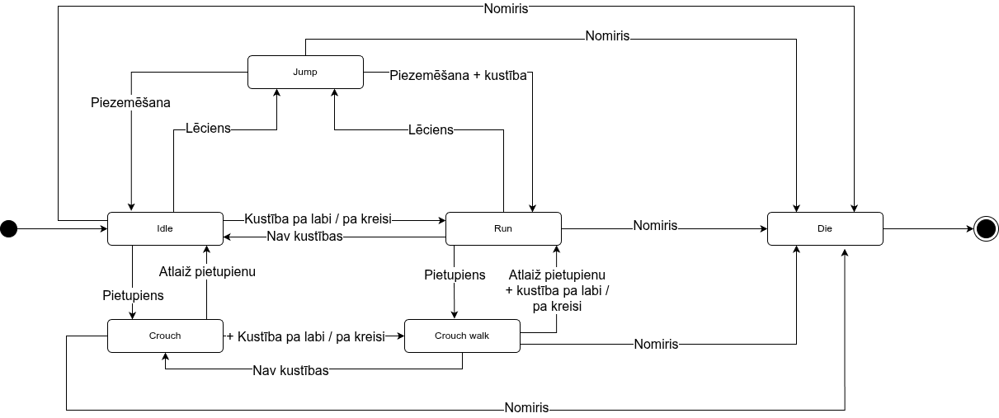 Nomiris
Nomiris
Jump
Piezemēšana + kustība
Piezemēšana
Lēciens
Lēciens
Kustība pa labi / pa kreisi
Idle
Run
Nomiris
Die
Nav kustības
Atlaiž pietupienu
Pietupiens
Pietupiens
Atlaiž pietupienu
+ kustība pa labi /
pa kreisi
Crouch
+ Kustība pa labi / pa kreisi
Crouch walk
Nomiris
Nav kustības
Nomiris